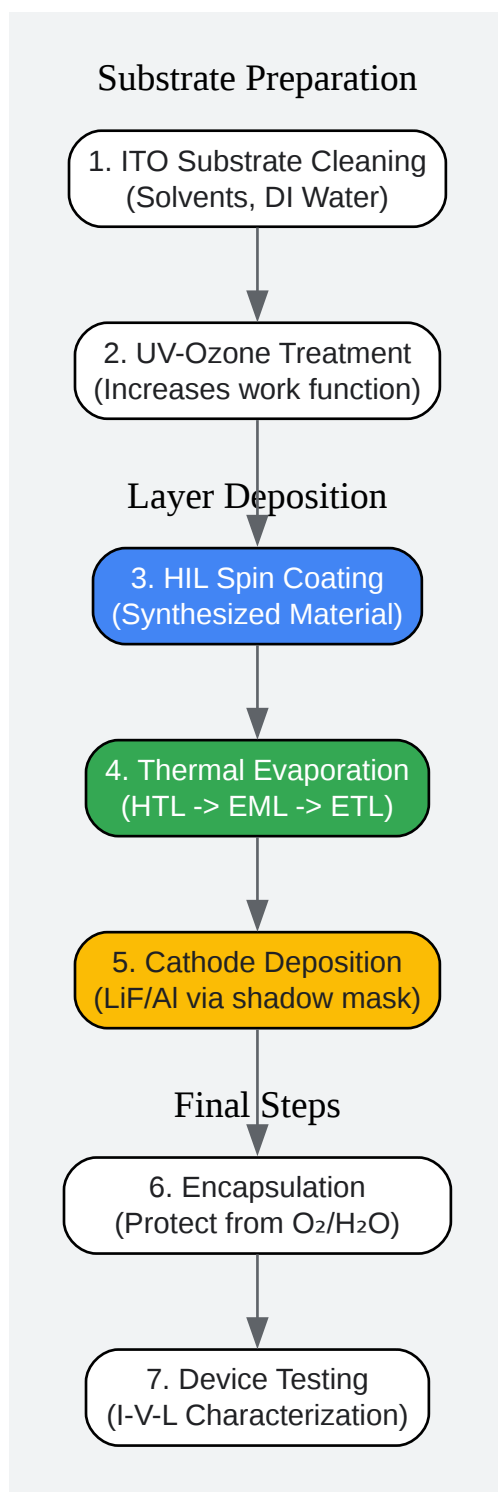 Substrate Preparation
1. ITO Substrate Cleaning
(Solvents, DI Water)
2. UV-Ozone Treatment
(Increases work function)
Layer Deposition
3. HIL Spin Coating
(Synthesized Material)
4. Thermal Evaporation
(HTL -> EML -> ETL)
5. Cathode Deposition
(LiF/Al via shadow mask)
Final Steps
6. Encapsulation
(Protect from O₂/H₂O)
7. Device Testing
(I-V-L Characterization)